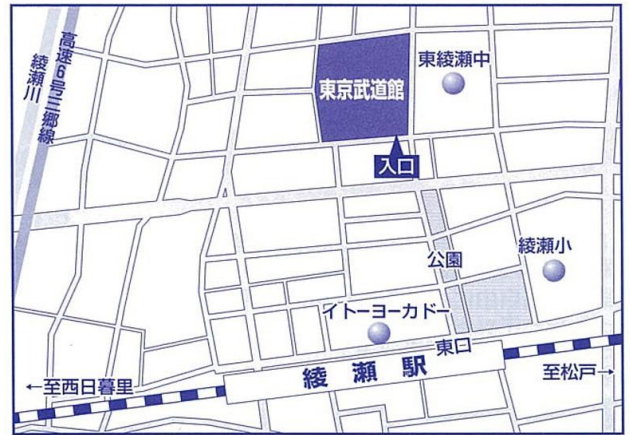 高速6号三郷線
綾瀬川
東京武道館
東綾瀬中
入口
綾瀬小
公園
イトーヨーカドー
東口
綾瀬駅
←至西日暮里
至松戸→